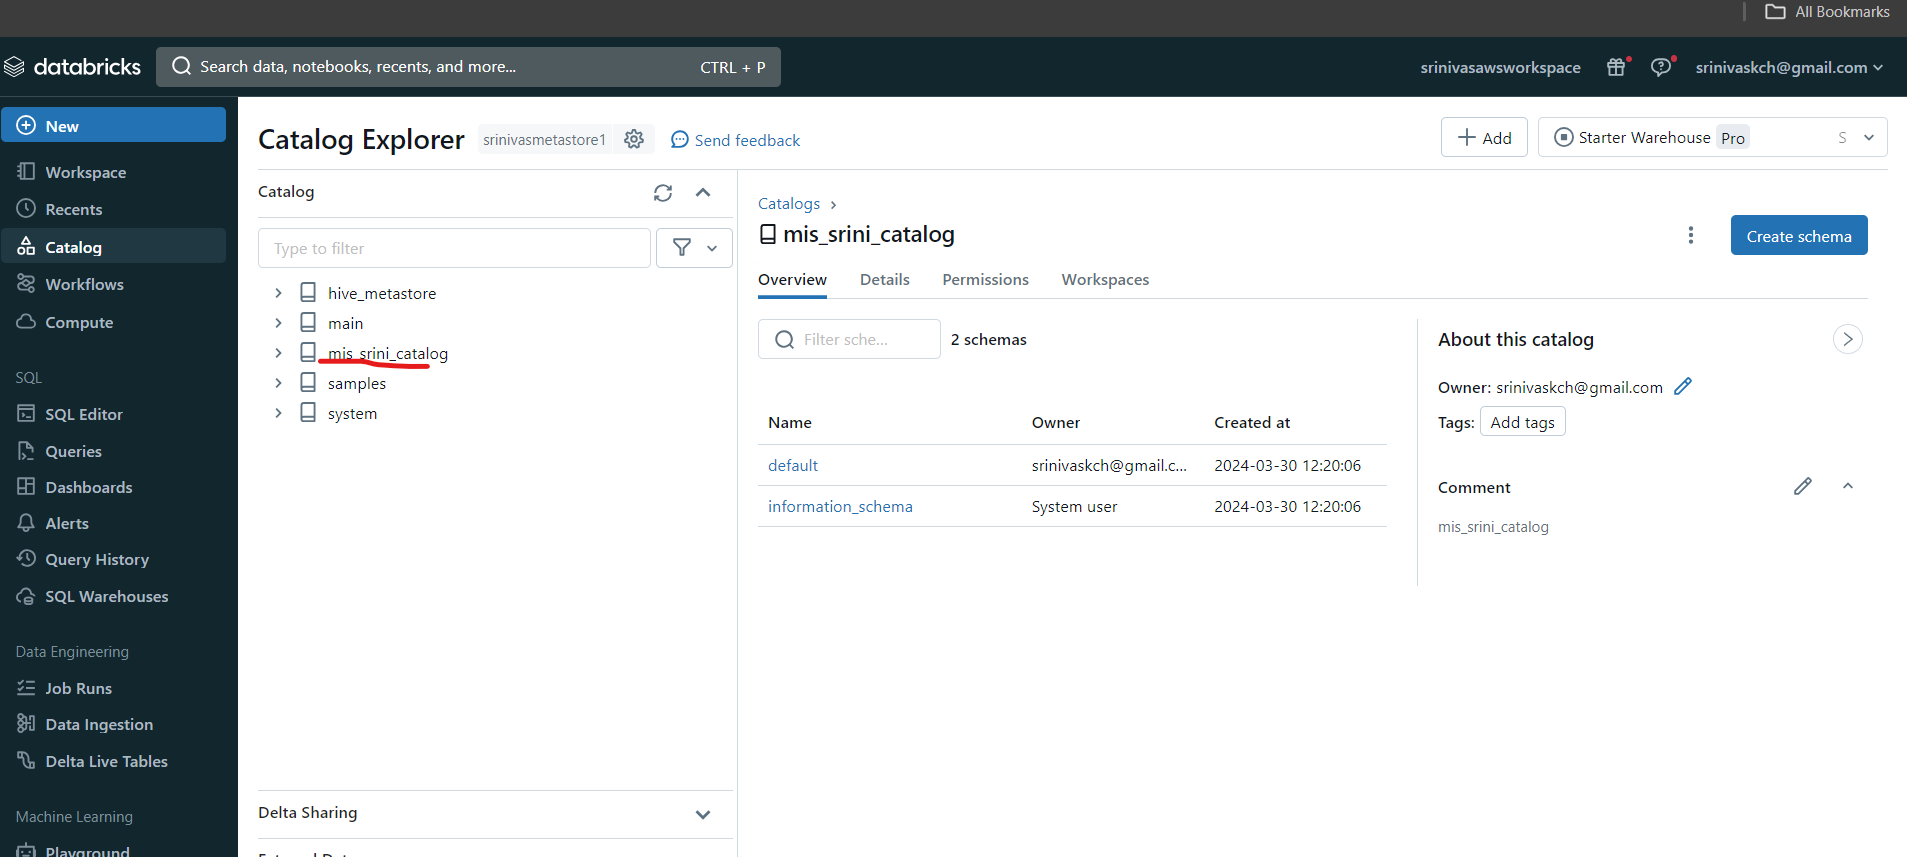 All Bookmarks
databricks
Search data, notebooks, recents, and more...
CTRL + P
srinivasawsworkspace
srinivaskch@gmail.com
New
Workspace
Recents
Catalog
Workflows
Compute
SQL
SQL Editor
Queries
Dashboards
Alerts
Query History
SQL Warehouses
Data Engineering
Job Runs
Data Ingestion
Delta Live Tables
Machine Learning
Playground
Catalog Explorer
srinivasmetastore1
Send feedback
Add
Starter Warehouse Pro S
Catalog
Type to filter
hive_metastore
main
mis_srini_catalog
samples
system
Delta Sharing
Catalogs ›
mis_srini_catalog
Create schema
Overview Details Permissions Workspaces
Filter sche... 2 schemas
Name Owner Created at
default srinivaskch@gmail.c... 2024-03-30 12:20:06
information_schema System user 2024-03-30 12:20:06
About this catalog
Owner: srinivaskch@gmail.com
Tags: Add tags
Comment
mis_srini_catalog